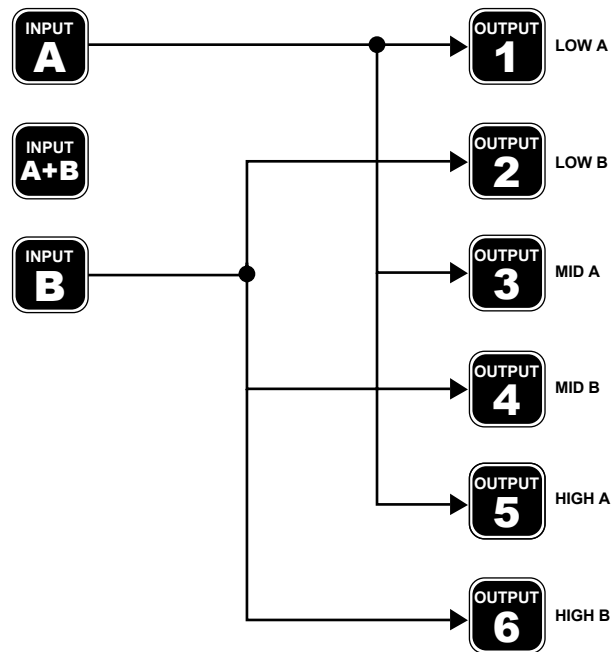 INPUT
A
OUTPUT
1
LOW A
INPUT
A+B
OUTPUT
2
LOW B
INPUT
B
OUTPUT
3
MID A
OUTPUT
4
MID B
OUTPUT
5
HIGH A
OUTPUT
6
HIGH B